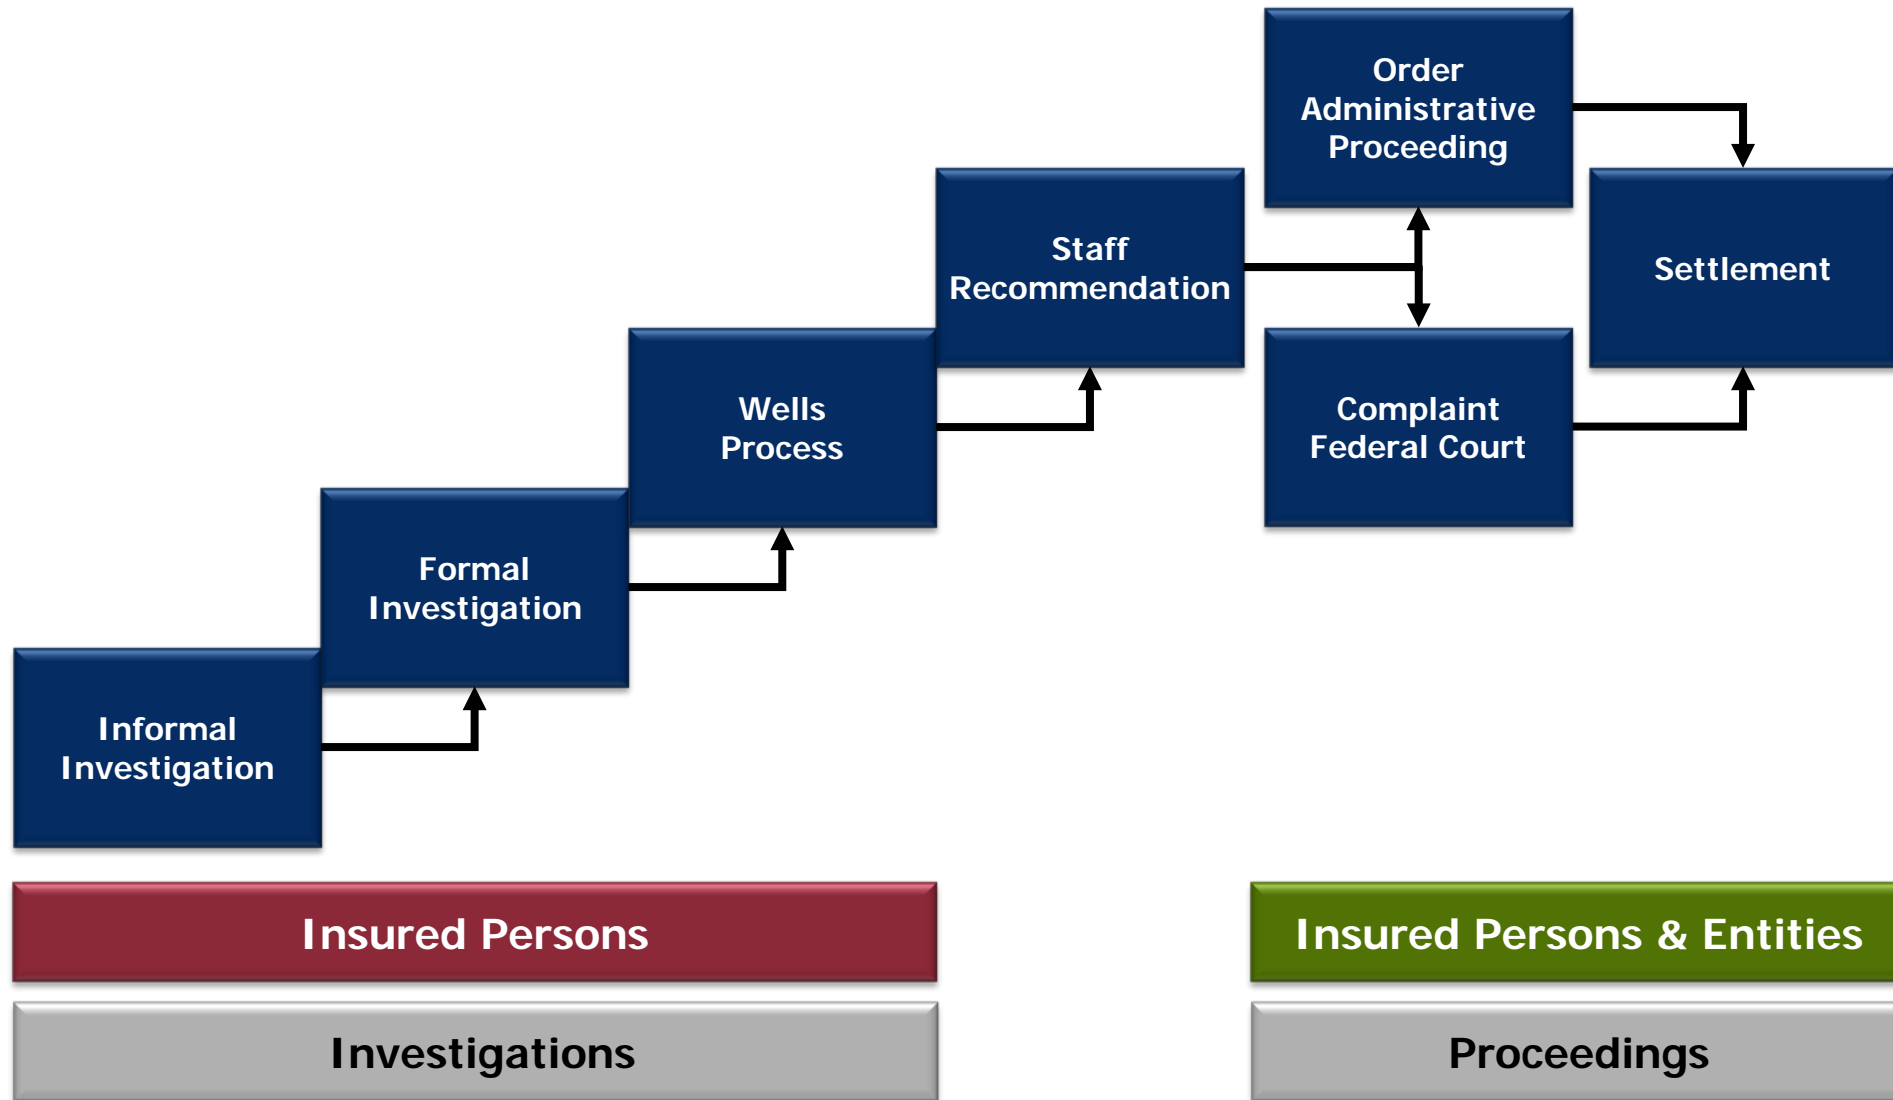 Order
Administrative
Proceeding
Staff
Recommendation
Settlement
Wells
Process
Complaint
Federal Court
Formal
Investigation
Informal
Investigation
Insured Persons
Insured Persons & Entities
Investigations
Proceedings